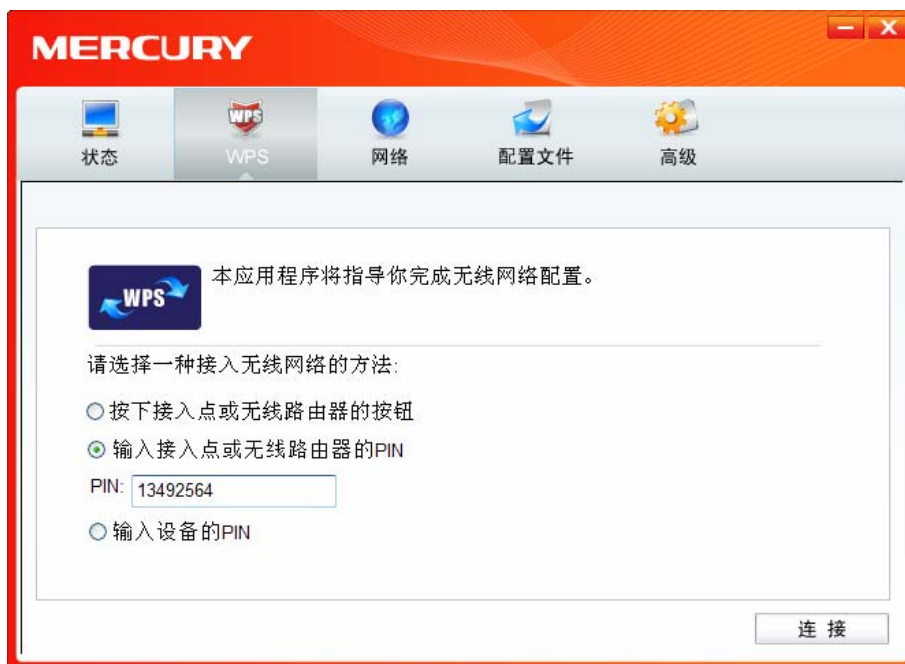 MERCURY
状态
WPS
WPS
网络
配置文件
高级
WPS
本应用程序将指导你完成无线网络配置。
请选择一种接入无线网络的方法:
按下接入点或无线路由器的按钮
输入接入点或无线路由器的PIN
PIN: 13492564
输入设备的PIN
连 接